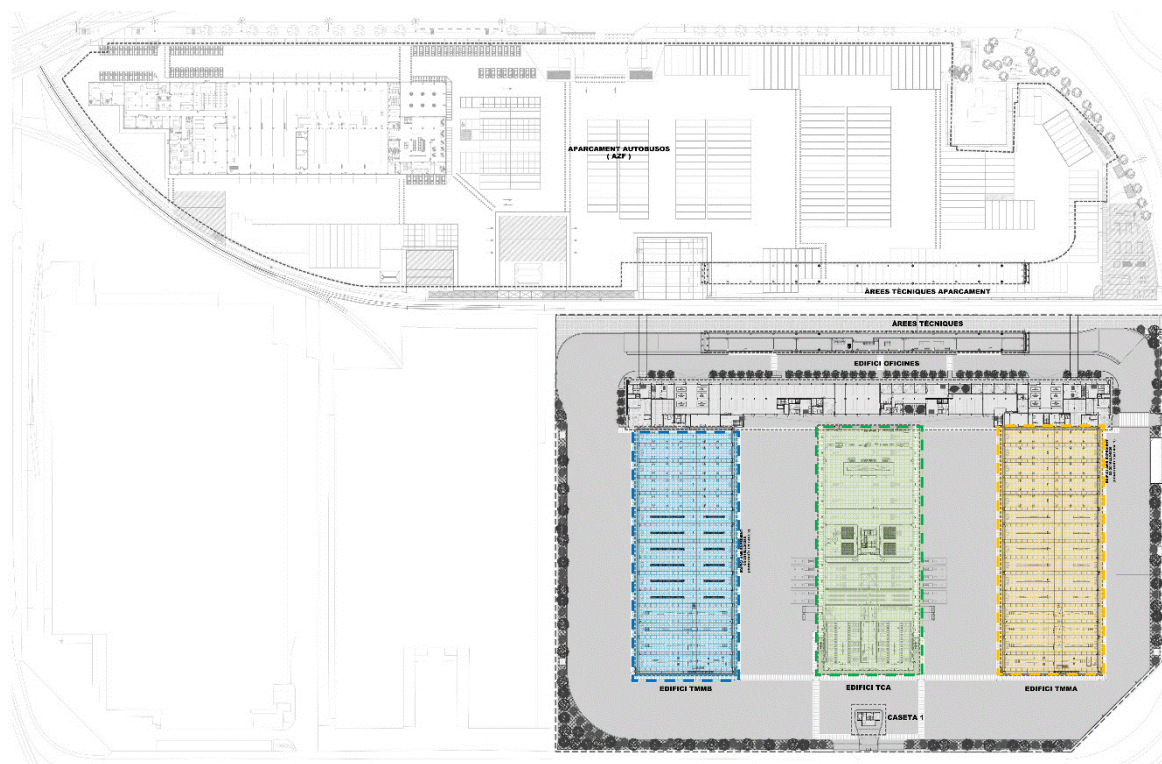 APARCAMENT AUTOBUSOS
( AZF )
ÀREES TÈCNIQUES APARCAMENT
ÀREES TÈCNIQUES
EDIFICI OFICINES
EDIFICI TMMB
EDIFICI TCA
EDIFICI TMMA
CASETA 1